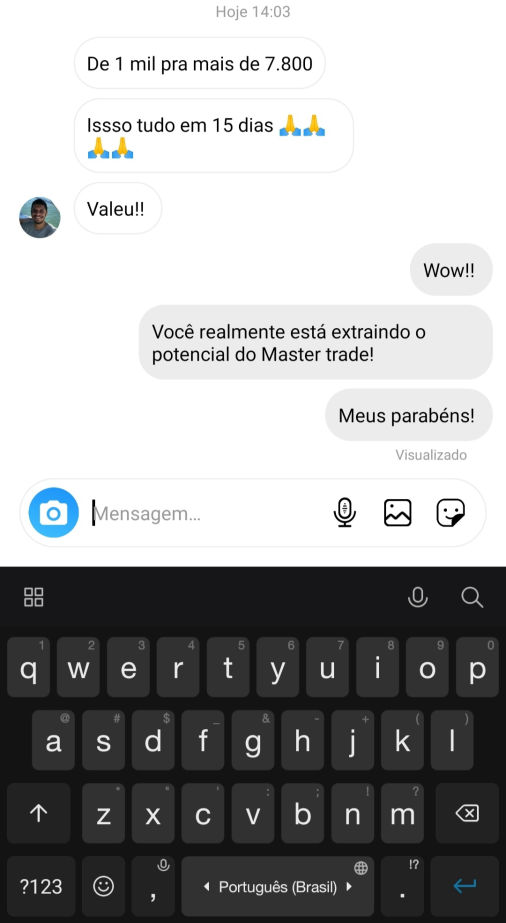 Hoje 14:03
De 1 mil pra mais de 7.800
Issso tudo em 15 dias 🙏🙏
🙏🙏
Valeu!!
Wow!!
Você realmente está extraindo o
potencial do Master trade!
Meus parabéns!
Visualizado
Mensagem...
1 2 3 4 5 6 7 8 9 0
q w e r t y u i o p
@ # $ _ & - + ( )
a s d f g h j k l
* " ' : ; ! ?
z x c v b n m
!?
?123 , Português (Brasil) .